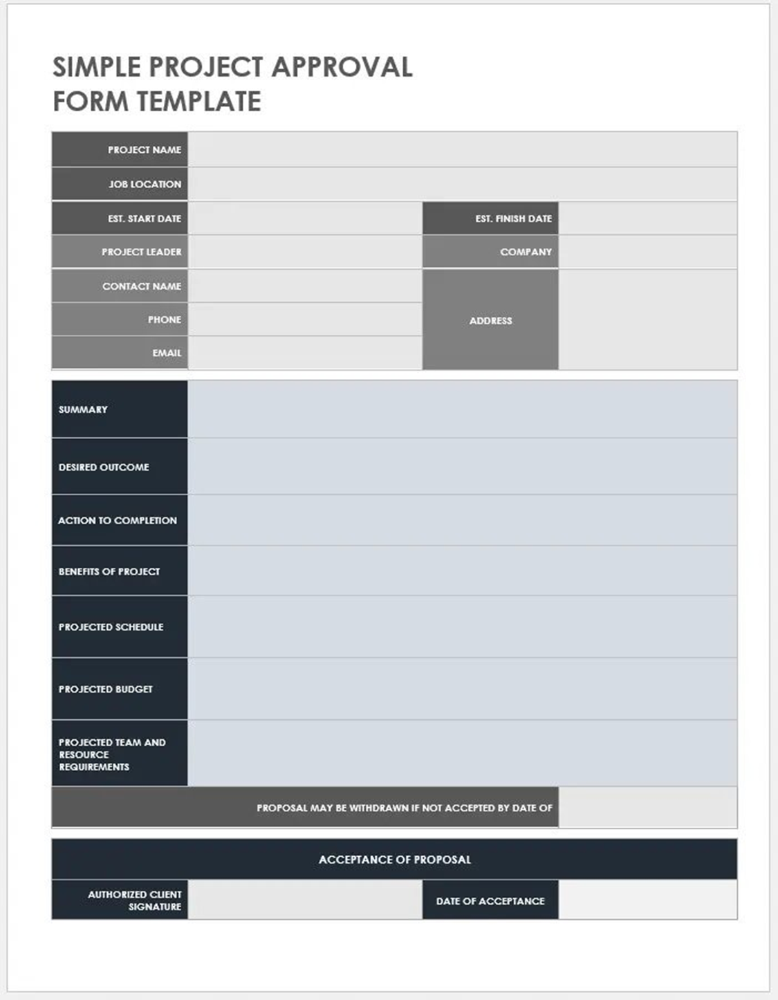 SIMPLE PROJECT APPROVAL
FORM TEMPLATE
PROJECT NAME
JOB LOCATION
EST. START DATE
EST. FINISH DATE
PROJECT LEADER
COMPANY
CONTACT NAME
PHONE
ADDRESS
EMAIL
SUMMARY
DESIRED OUTCOME
ACTION TO COMPLETION
BENEFITS OF PROJECT
PROJECTED SCHEDULE
PROJECTED BUDGET
PROJECTED TEAM AND
RESOURCE
REQUIREMENTS
PROPOSAL MAY BE WITHDRAWN IF NOT ACCEPTED BY DATE OF
ACCEPTANCE OF PROPOSAL
AUTHORIZED CLIENT
SIGNATURE
DATE OF ACCEPTANCE